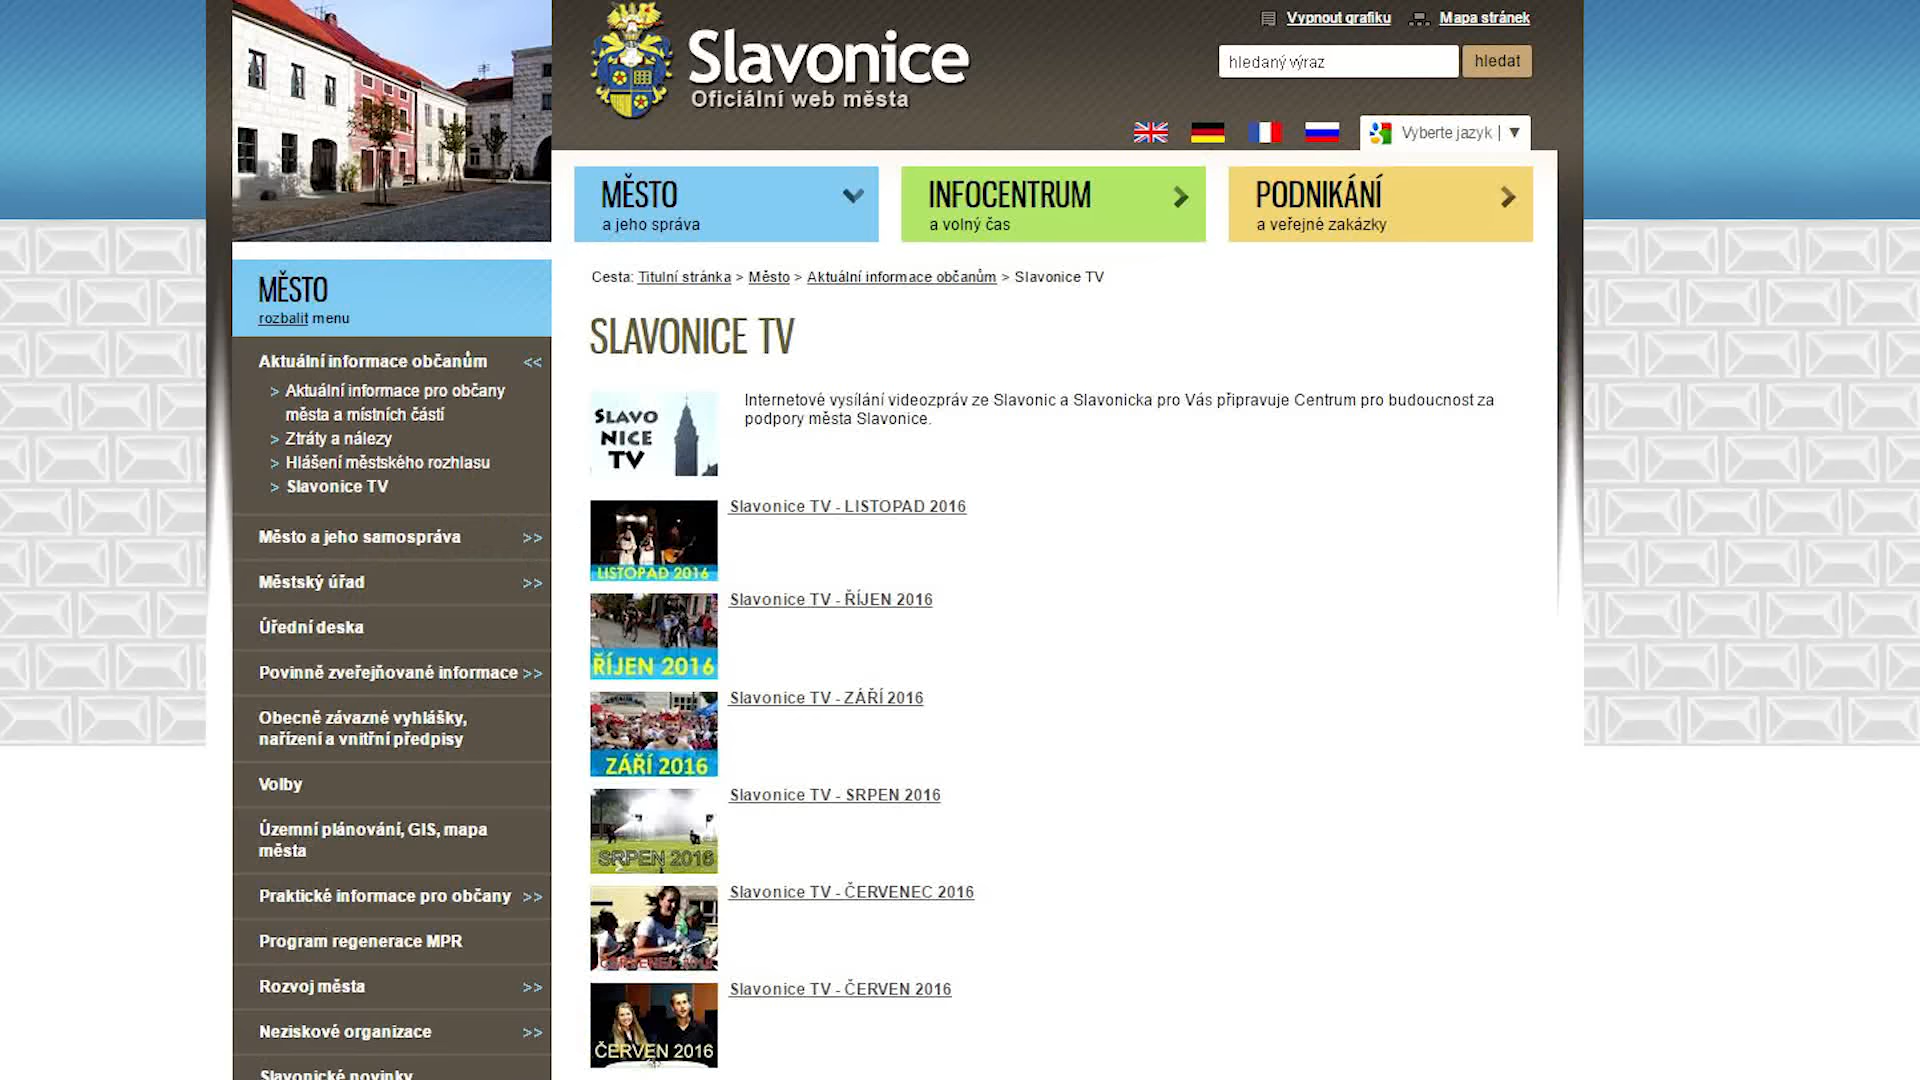 Slavonice
Oficiální web města
Vypnout grafiku
Mapa stránek
hledaný výraz
hledat
Vyberte jazyk
MĚSTO
a jeho správa
INFOCENTRUM
a volný čas
PODNIKÁNÍ
a veřejné zakázky
MĚSTO
rozbalit menu
Aktuální informace občanům <<
> Aktuální informace pro občany
města a místních částí
> Ztráty a nálezy
> Hlášení městského rozhlasu
> Slavonice TV
Město a jeho samospráva >>
Městský úřad >>
Úřední deska
Povinně zveřejňované informace >>
Obecně závazné vyhlášky,
nařízení a vnitřní předpisy
Volby
Územní plánování, GIS, mapa
města
Praktické informace pro občany >>
Program regenerace MPR
Rozvoj města >>
Neziskové organizace >>
Slavonické novinky
Cesta: Titulní stránka > Město > Aktuální informace občanům > Slavonice TV
SLAVONICE TV
SLAVO
NICE
TV
Internetové vysílání videozpráv ze Slavonic a Slavonicka pro Vás připravuje Centrum pro budoucnost za
podpory města Slavonice.
LISTOPAD 2016
Slavonice TV - LISTOPAD 2016
ŘÍJEN 2016
Slavonice TV - ŘÍJEN 2016
ZÁŘÍ 2016
Slavonice TV - ZÁŘÍ 2016
SRPEN 2016
Slavonice TV - SRPEN 2016
ČERVENEC 2016
Slavonice TV - ČERVENEC 2016
ČERVEN 2016
Slavonice TV - ČERVEN 2016